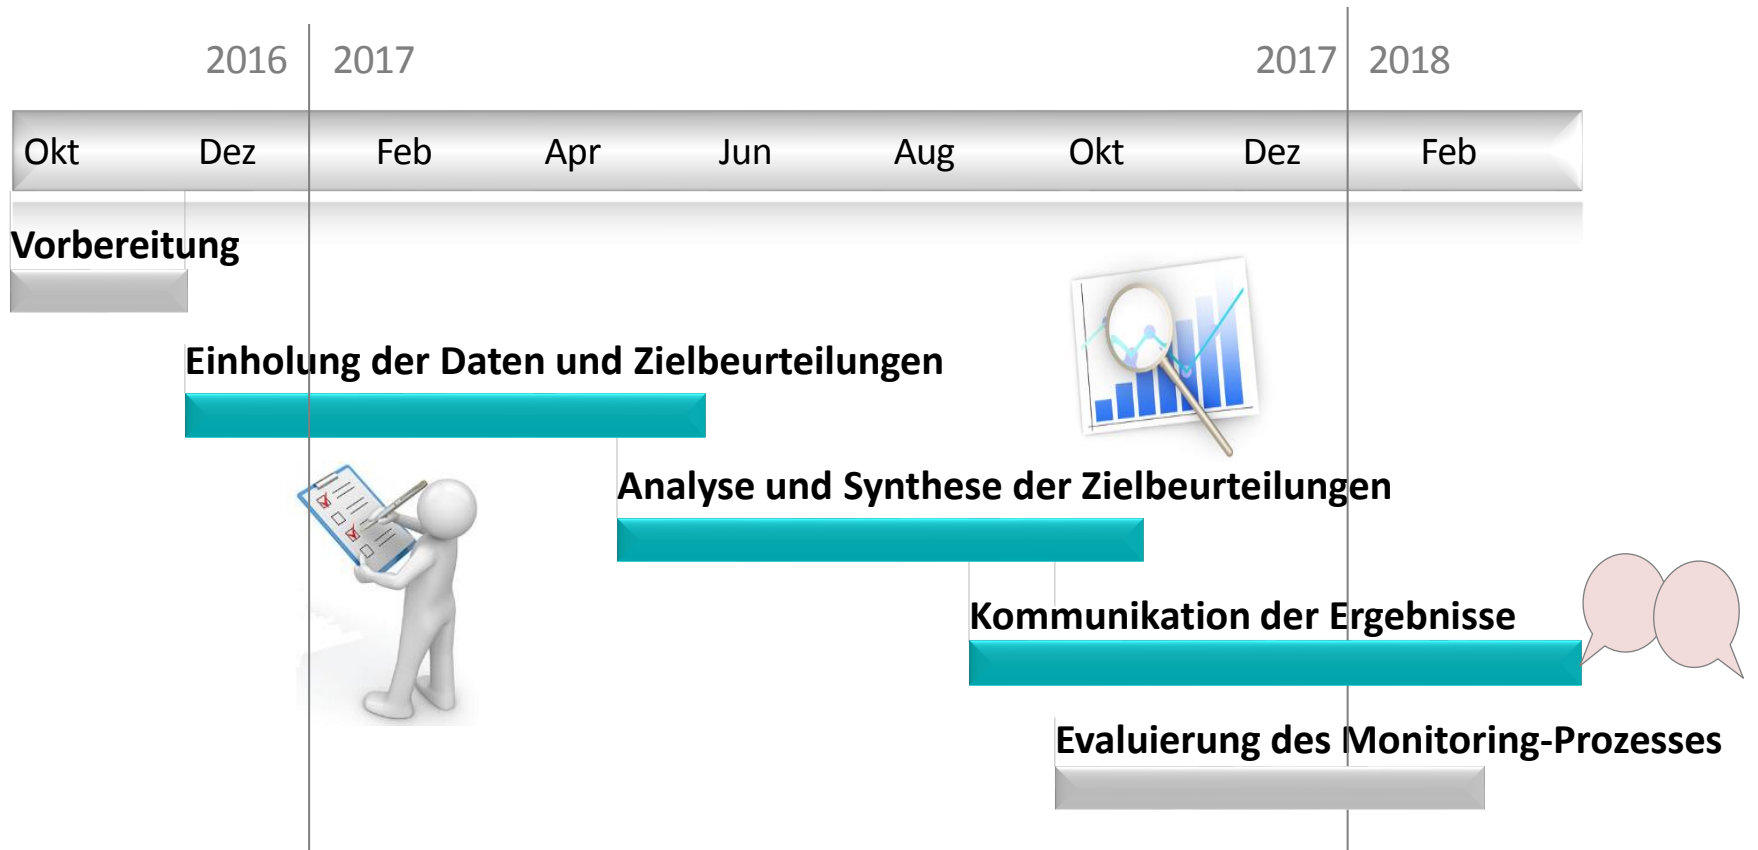 2016 2017 2017 2018
Okt Dez Feb Apr Jun Aug Okt Dez Feb
Vorbereitung
Einholung der Daten und Zielbeurteilungen
Analyse und Synthese der Zielbeurteilungen
Kommunikation der Ergebnisse
Evaluierung des Monitoring-Prozesses